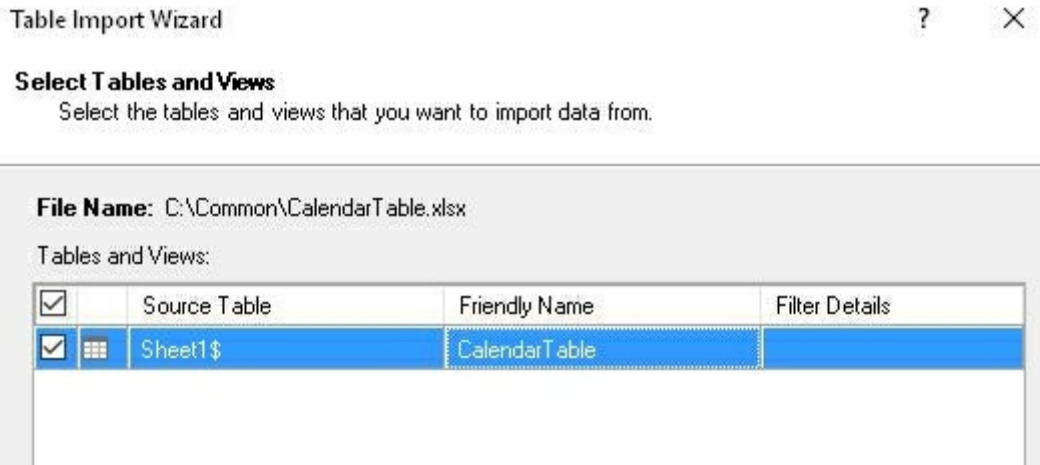 Table Import Wizard ? ×
Select Tables and Views
Select the tables and views that you want to import data from.
File Name: C:\Common\CalendarTable.xlsx
Tables and Views:
Source Table Friendly Name Filter Details
Sheet1$ CalendarTable